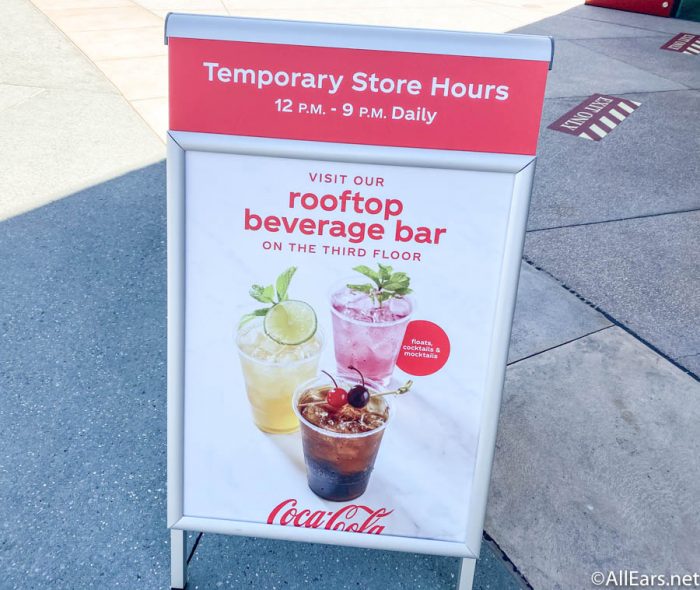 Temporary Store Hours
12 P.M. - 9 P.M. Daily
VISIT OUR
rooftop
beverage bar
ON THE THIRD FLOOR
floats,
cocktails &
mocktails
Coca-Cola
EXIT ONLY
©AllEars.net